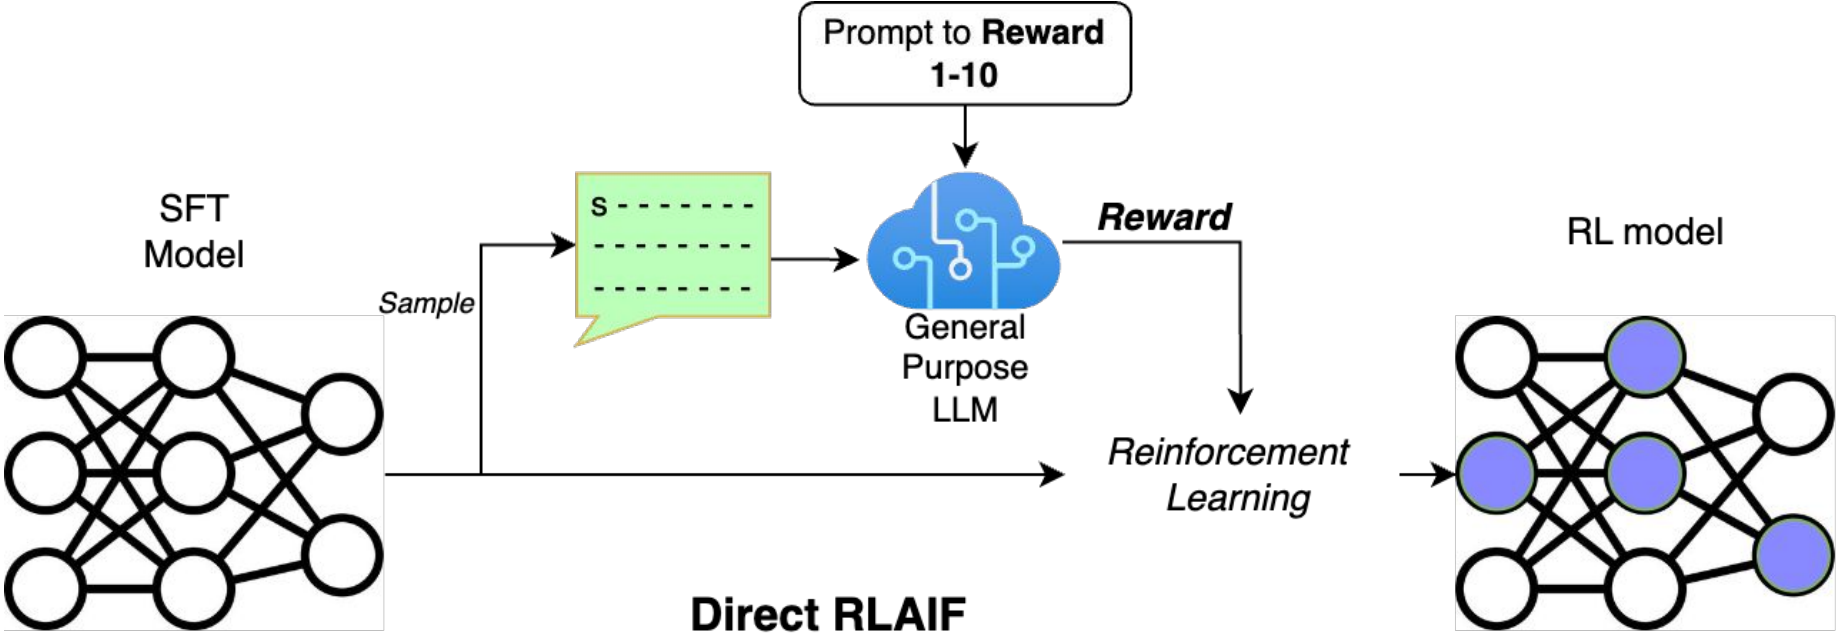 Prompt to Reward
1-10
SFT
Model
Sample
S - - - - - - -
- - - - - - - -
- - - - - - - -
General
Purpose
LLM
Reward
Reinforcement
Learning
RL model
Direct RLAIF